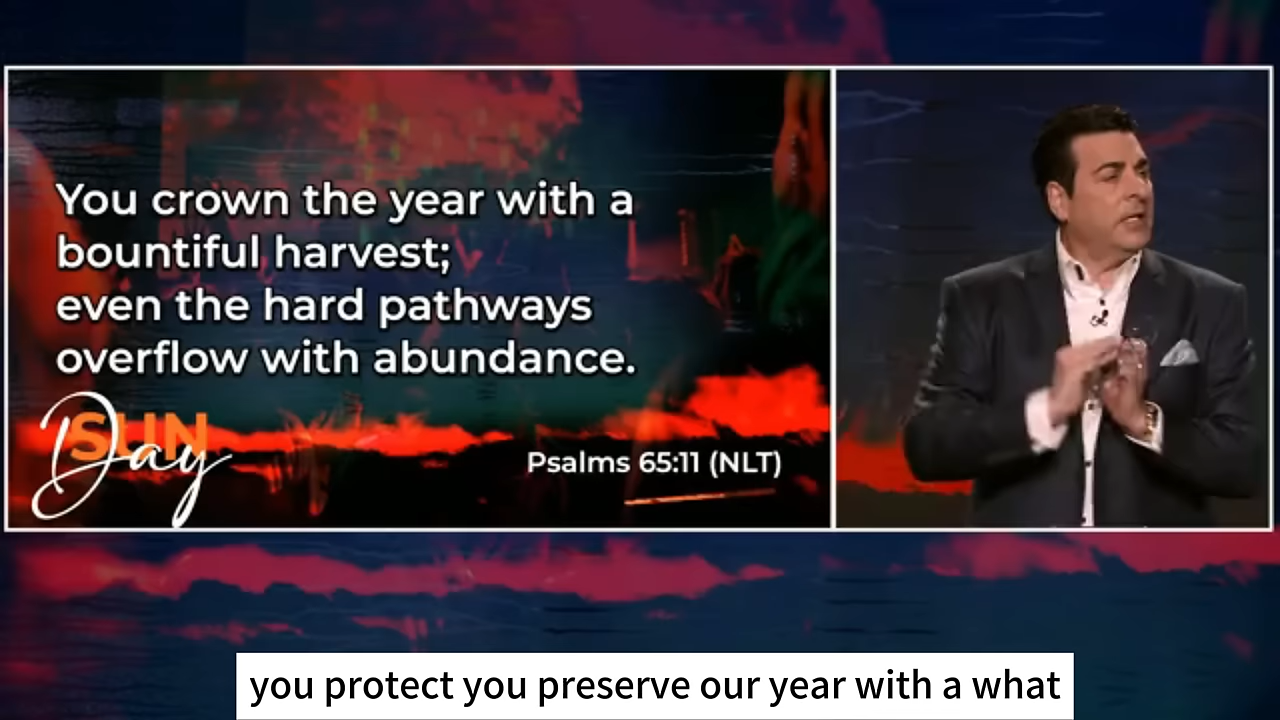 You crown the year with a
bountiful harvest;
even the hard pathways
overflow with abundance.
SUN
Day
Psalms 65:11 (NLT)
you protect you preserve our year with a what